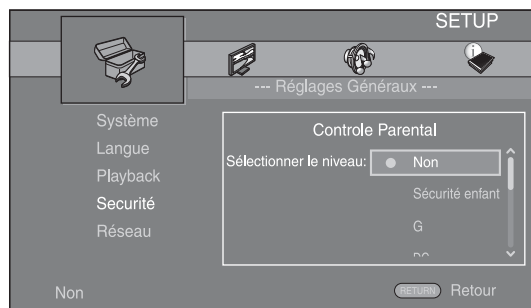 SETUP
--- Réglages Généraux ---
Système
Langue
Playback
Securité
Réseau
Controle Parental
Sélectionner le niveau:
Non
Sécurité enfant
G
Non
RETURN Retour